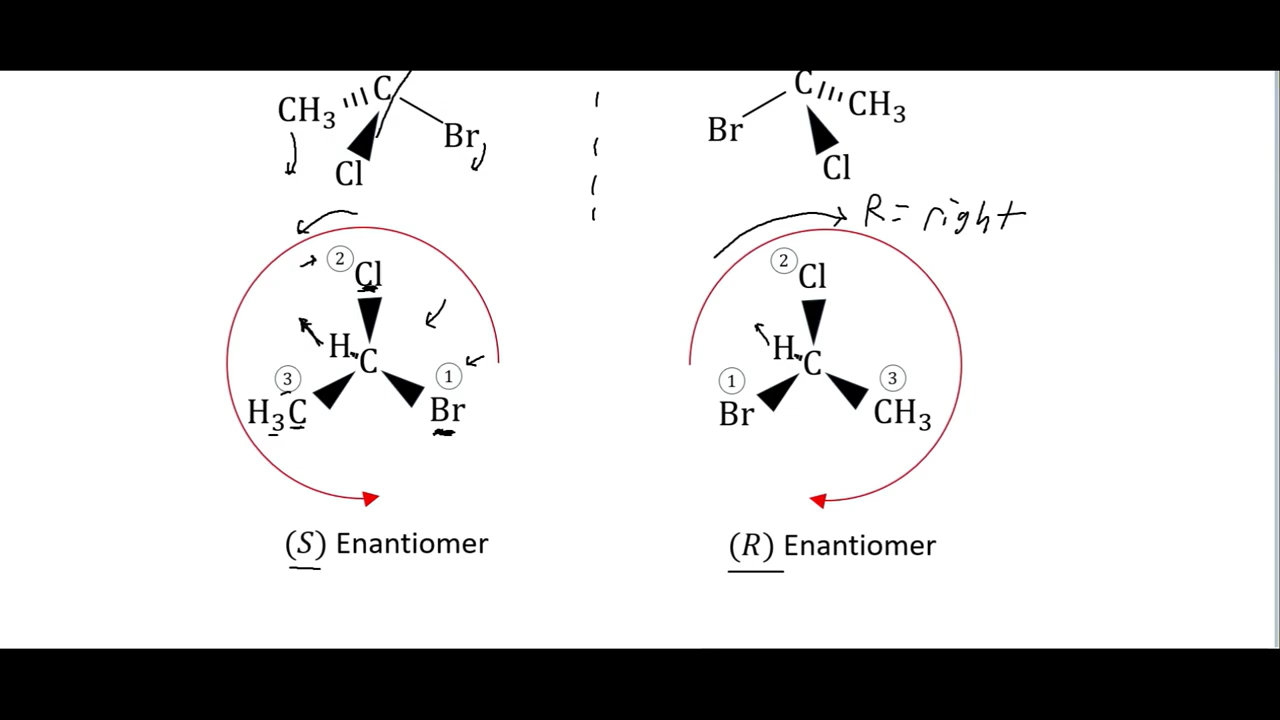 C C
CH₃ Br Br CH₃
Cl Cl
R = right
② Cl ② Cl
H C H C
③ ① ① ③
H₃C Br Br CH₃
(S) Enantiomer (R) Enantiomer